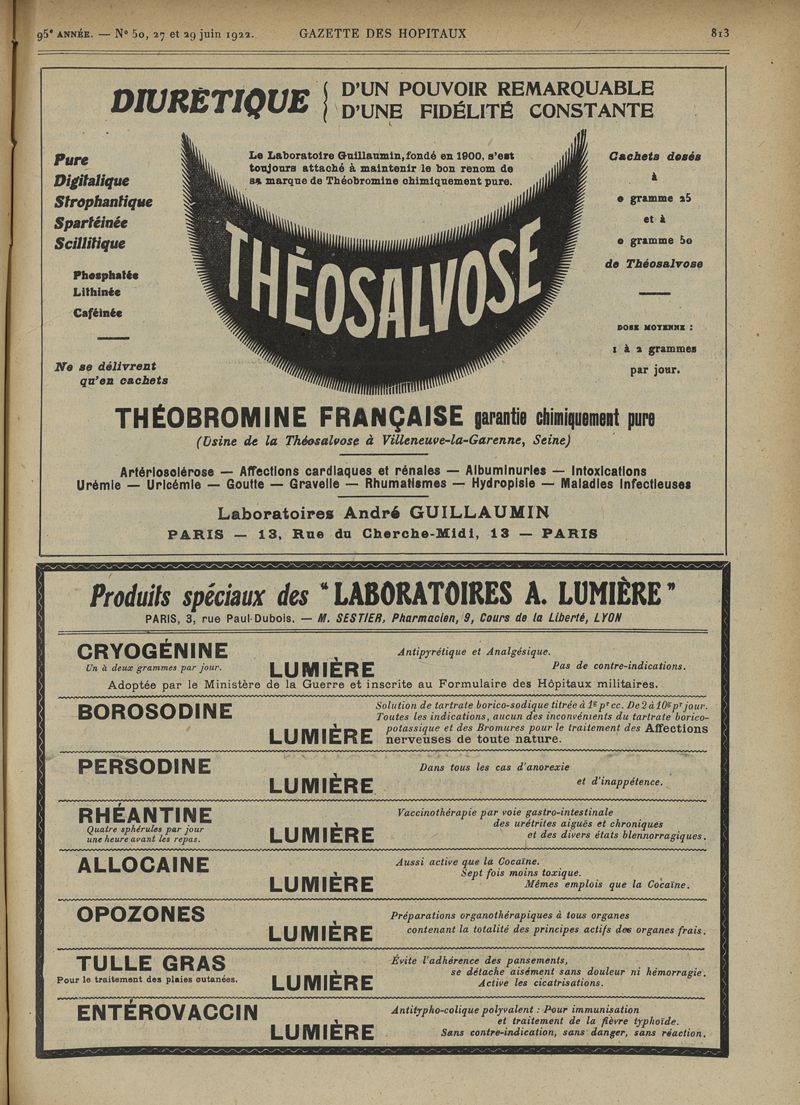 95e ANNÉE. — No 50, 27 et 29 juin 1922. GAZETTE DES HOPITAUX 813
DIURÉTIQUE { D'UN POUVOIR REMARQUABLE
D'UNE FIDÉLITÉ CONSTANTE
Le Laboratoire Guillaumin, fondé en 1900, s'est
toujours attaché à maintenir le bon renom de
sa marque de Théobromine chimiquement pure.
Pure
Digitalique
Strophantique
Spartéinée
Scillitique
Phosphatée
Lithinée
Caféinée
Ne se délivrent
qu'en cachets
THÉOSALVOSE
Cachets dosés
à
0 gramme 25
et à
0 gramme 50
de Théosalvose
DOSE MOYENNE :
1 à 2 grammes
par jour.
THÉOBROMINE FRANÇAISE garantie chimiquement pure
(Usine de la Théosalvose à Villeneuve-la-Garenne, Seine)
Artériosclérose — Affections cardiaques et rénales — Albuminuries — Intoxications
Urémie — Uricémie — Goutte — Gravelle — Rhumatismes — Hydropisie — Maladies Infectieuses
Laboratoires André GUILLAUMIN
PARIS — 13, Rue du Cherche-Midi, 13 — PARIS
Produits spéciaux des "LABORATOIRES A. LUMIÈRE"
PARIS, 3, rue Paul-Dubois. — M. SESTIER, Pharmacien, 9, Cours de la Liberté, LYON
CRYOGÉNINE
Un à deux grammes par jour.
LUMIÈRE
Antipyrétique et Analgésique.
Pas de contre-indications.
Adoptée par le Ministère de la Guerre et inscrite au Formulaire des Hôpitaux militaires.
BOROSODINE
LUMIÈRE
Solution de tartrate borico-sodique titrée à 1gr pr cc. De 2 à 10gr pr jour.
Toutes les indications, aucun des inconvénients du tartrate borico-
potassique et des Bromures pour le traitement des Affections
nerveuses de toute nature.
PERSODINE
LUMIÈRE
Dans tous les cas d'anorexie
et d'inappétence.
RHÉANTINE
Quatre sphérules par jour
une heure avant les repas.
LUMIÈRE
Vaccinothérapie par voie gastro-intestinale
des urétrites aiguës et chroniques
et des divers états blennorragiques.
ALLOCAINE
LUMIÈRE
Aussi active que la Cocaïne.
Sept fois moins toxique.
Mêmes emplois que la Cocaïne.
OPOZONES
LUMIÈRE
Préparations organothérapiques à tous organes
contenant la totalité des principes actifs des organes frais.
TULLE GRAS
Pour le traitement des plaies cutanées.
LUMIÈRE
Évite l'adhérence des pansements,
se détache aisément sans douleur ni hémorragie.
Active les cicatrisations.
ENTÉROVACCIN
LUMIÈRE
Antitypho-colique polyvalent : Pour immunisation
et traitement de la fièvre typhoïde.
Sans contre-indication, sans danger, sans réaction.